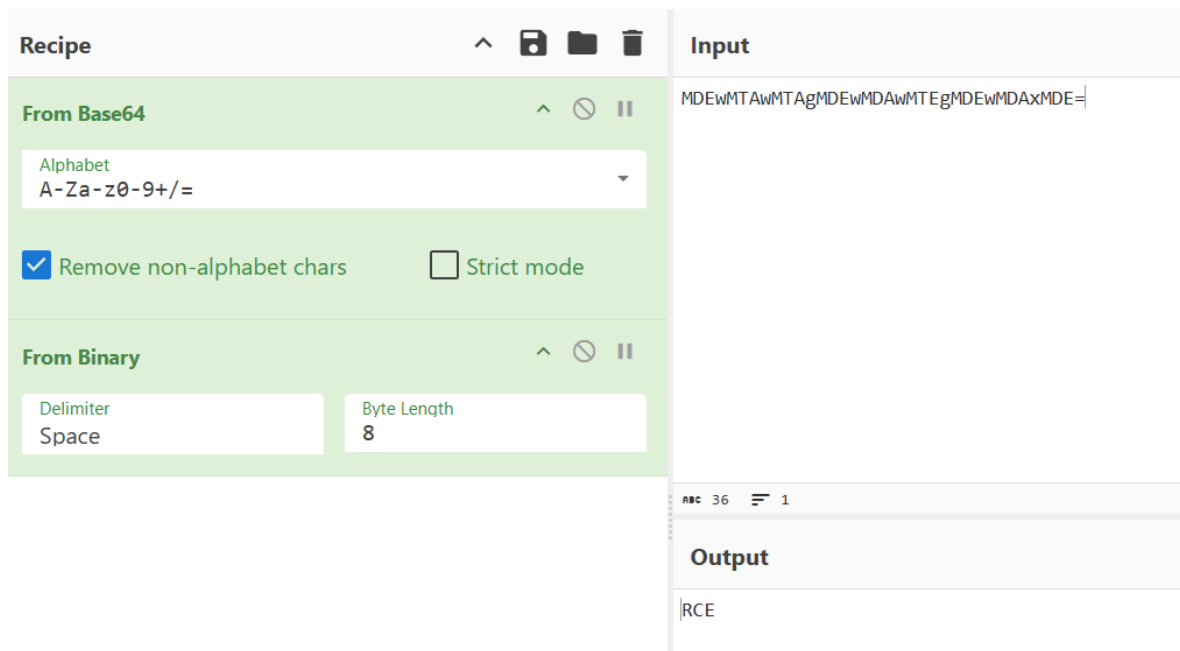 Recipe
From Base64
Alphabet
A-Za-z0-9+/=
Remove non-alphabet chars
Strict mode
From Binary
Delimiter
Space
Byte Length
8
Input
MDEwMTAwMTAgMDEwMDAwMTEgMDEwMDAxMDE=
ABC 36 1
Output
RCE